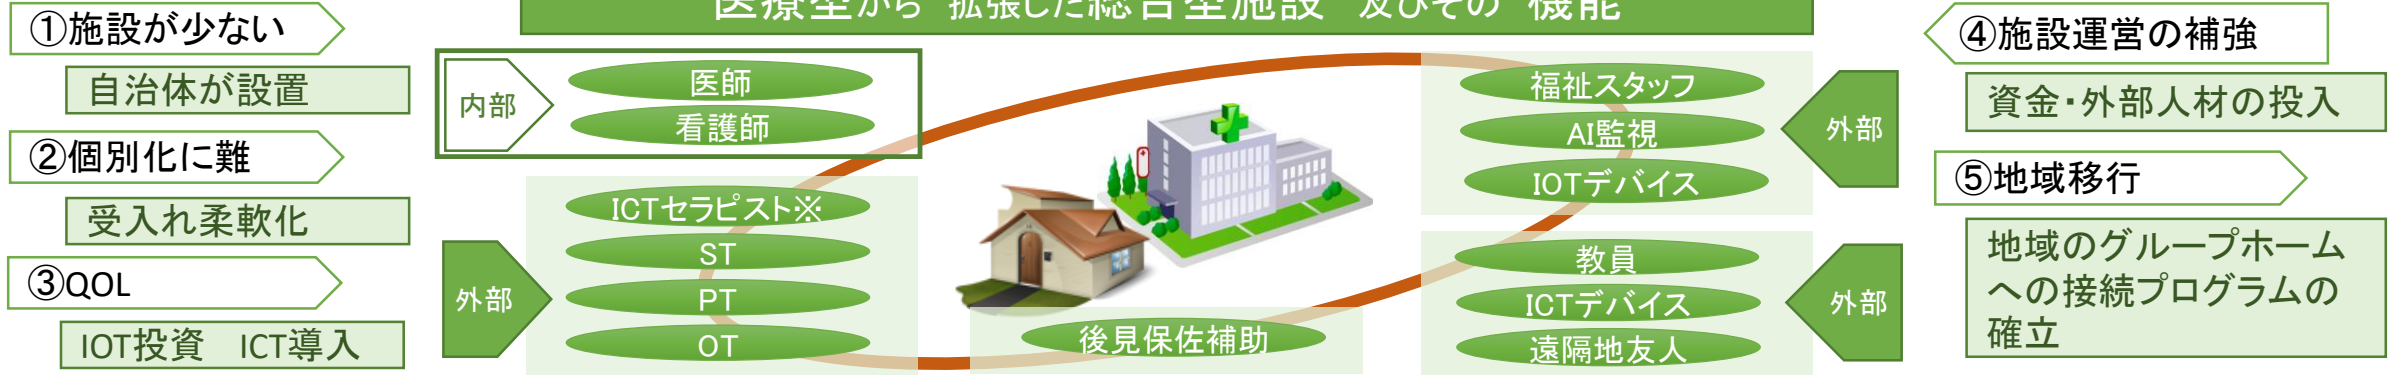 医療型から 拡張した総合型施設 及びその 機能
①施設が少ない
自治体が設置
②個別化に難
受入れ柔軟化
③QOL
IOT投資 ICT導入
内部
医師
看護師
外部
ICTセラピスト※
ST
PT
OT
後見保佐補助
福祉スタッフ
AI監視
IOTデバイス
外部
教員
ICTデバイス
遠隔地友人
外部
④施設運営の補強
資金・外部人材の投入
⑤地域移行
地域のグループホーム
への接続プログラムの
確立